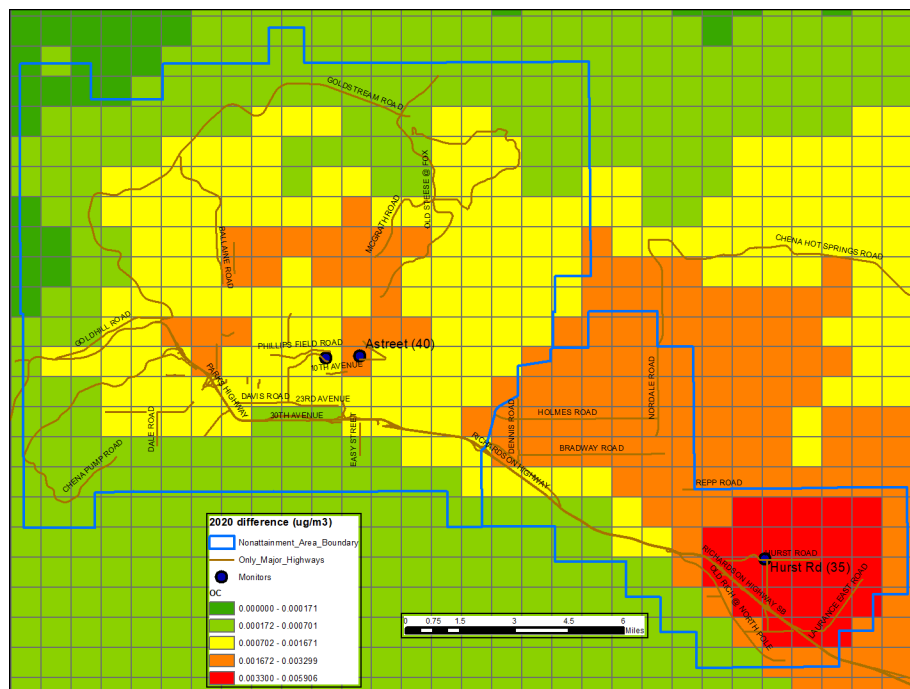 GOLDSTREAM ROAD
OLD STEESE @ FOX
MCGRATH ROAD
BALLAINE ROAD
CHENA HOT SPRINGS ROAD
GOLDHILL ROAD
PHILLIPS FIELD ROAD
Astreet (40)
10TH AVENUE
PARKS HIGHWAY
DAVIS ROAD
23RD AVENUE
30TH AVENUE
DALE ROAD
EASY STREET
CHENA PUMP ROAD
NORDALE ROAD
DENNIS ROAD
HOLMES ROAD
BRADWAY ROAD
RICHARDSON HIGHWAY
REPP ROAD
HURST ROAD
Hurst Rd (35)
RICHARDSON HIGHWAY SB
OLD RICH @ NORTH POLE
LAURANCE EAST ROAD
2020 difference (ug/m3)
Nonattainment_Area_Boundary
Only_Major_Highways
Monitors
OC
0.000000 - 0.000171
0.000172 - 0.000701
0.000702 - 0.001671
0.001672 - 0.003299
0.003300 - 0.005906
0 0.75 1.5 3 4.5 6
Miles